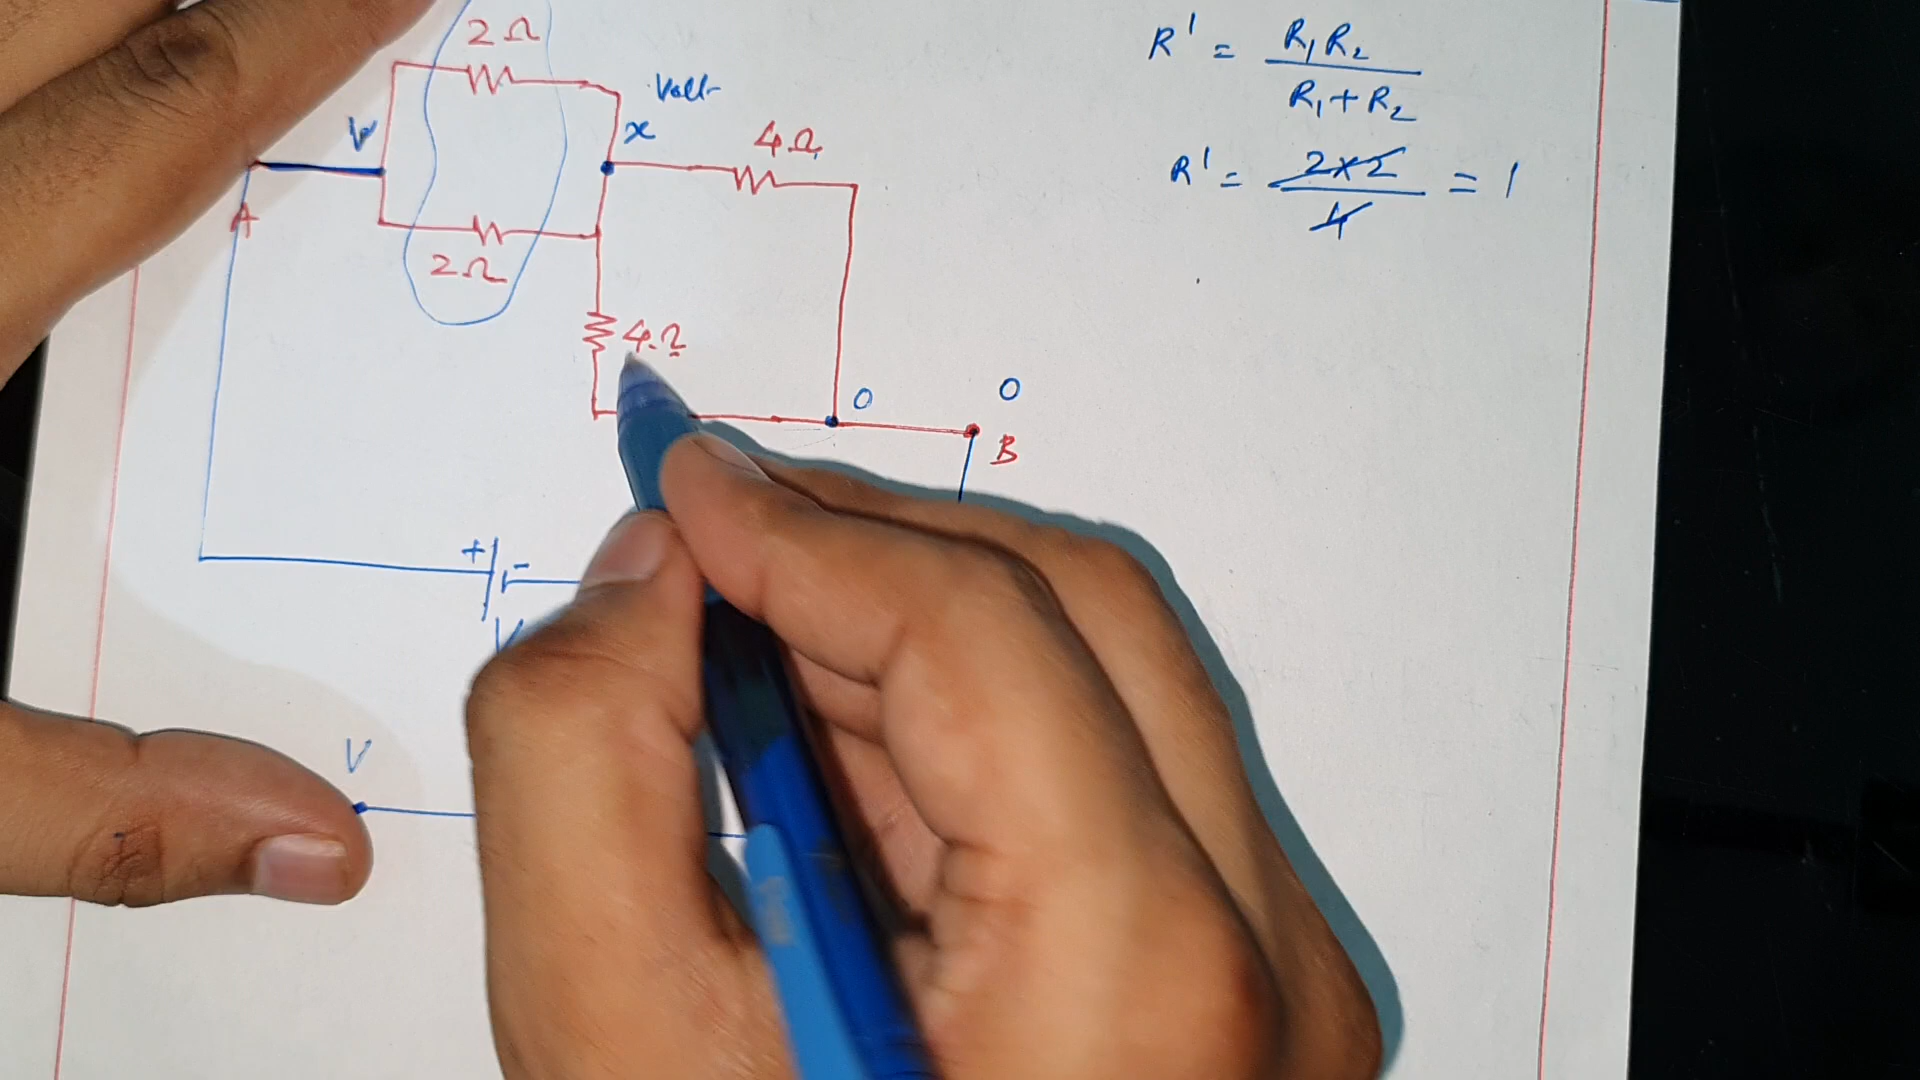 2Ω
Volt
V
x
4Ω
A
2Ω
4Ω
0
0
B
+
-
V
V
R' = R₁R₂ / R₁+R₂
R' = 2×2 / 4 = 1